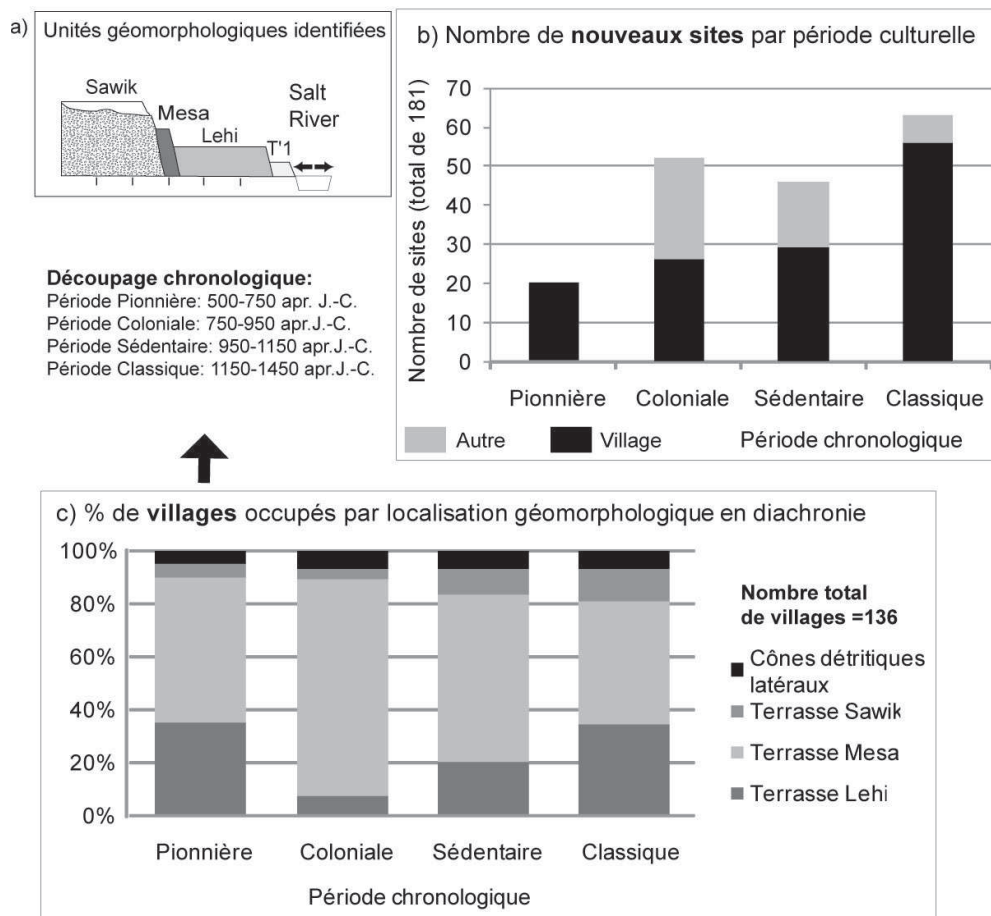 a) Unités géomorphologiques identifiées
Sawik
Mesa
Lehi
T'1
Salt
River
Découpage chronologique:
Période Pionnière: 500-750 apr. J.-C.
Période Coloniale: 750-950 apr.J.-C.
Période Sédentaire: 950-1150 apr.J.-C.
Période Classique: 1150-1450 apr.J.-C.
b) Nombre de nouveaux sites par période culturelle
Nombre de sites (total de 181)
70
60
50
40
30
20
10
0
Pionnière Coloniale Sédentaire Classique
Autre Village Période chronologique
c) % de villages occupés par localisation géomorphologique en diachronie
100%
80%
60%
40%
20%
0%
Pionnière Coloniale Sédentaire Classique
Période chronologique
Nombre total
de villages =136
Cônes détritiques
latéraux
Terrasse Sawik
Terrasse Mesa
Terrasse Lehi